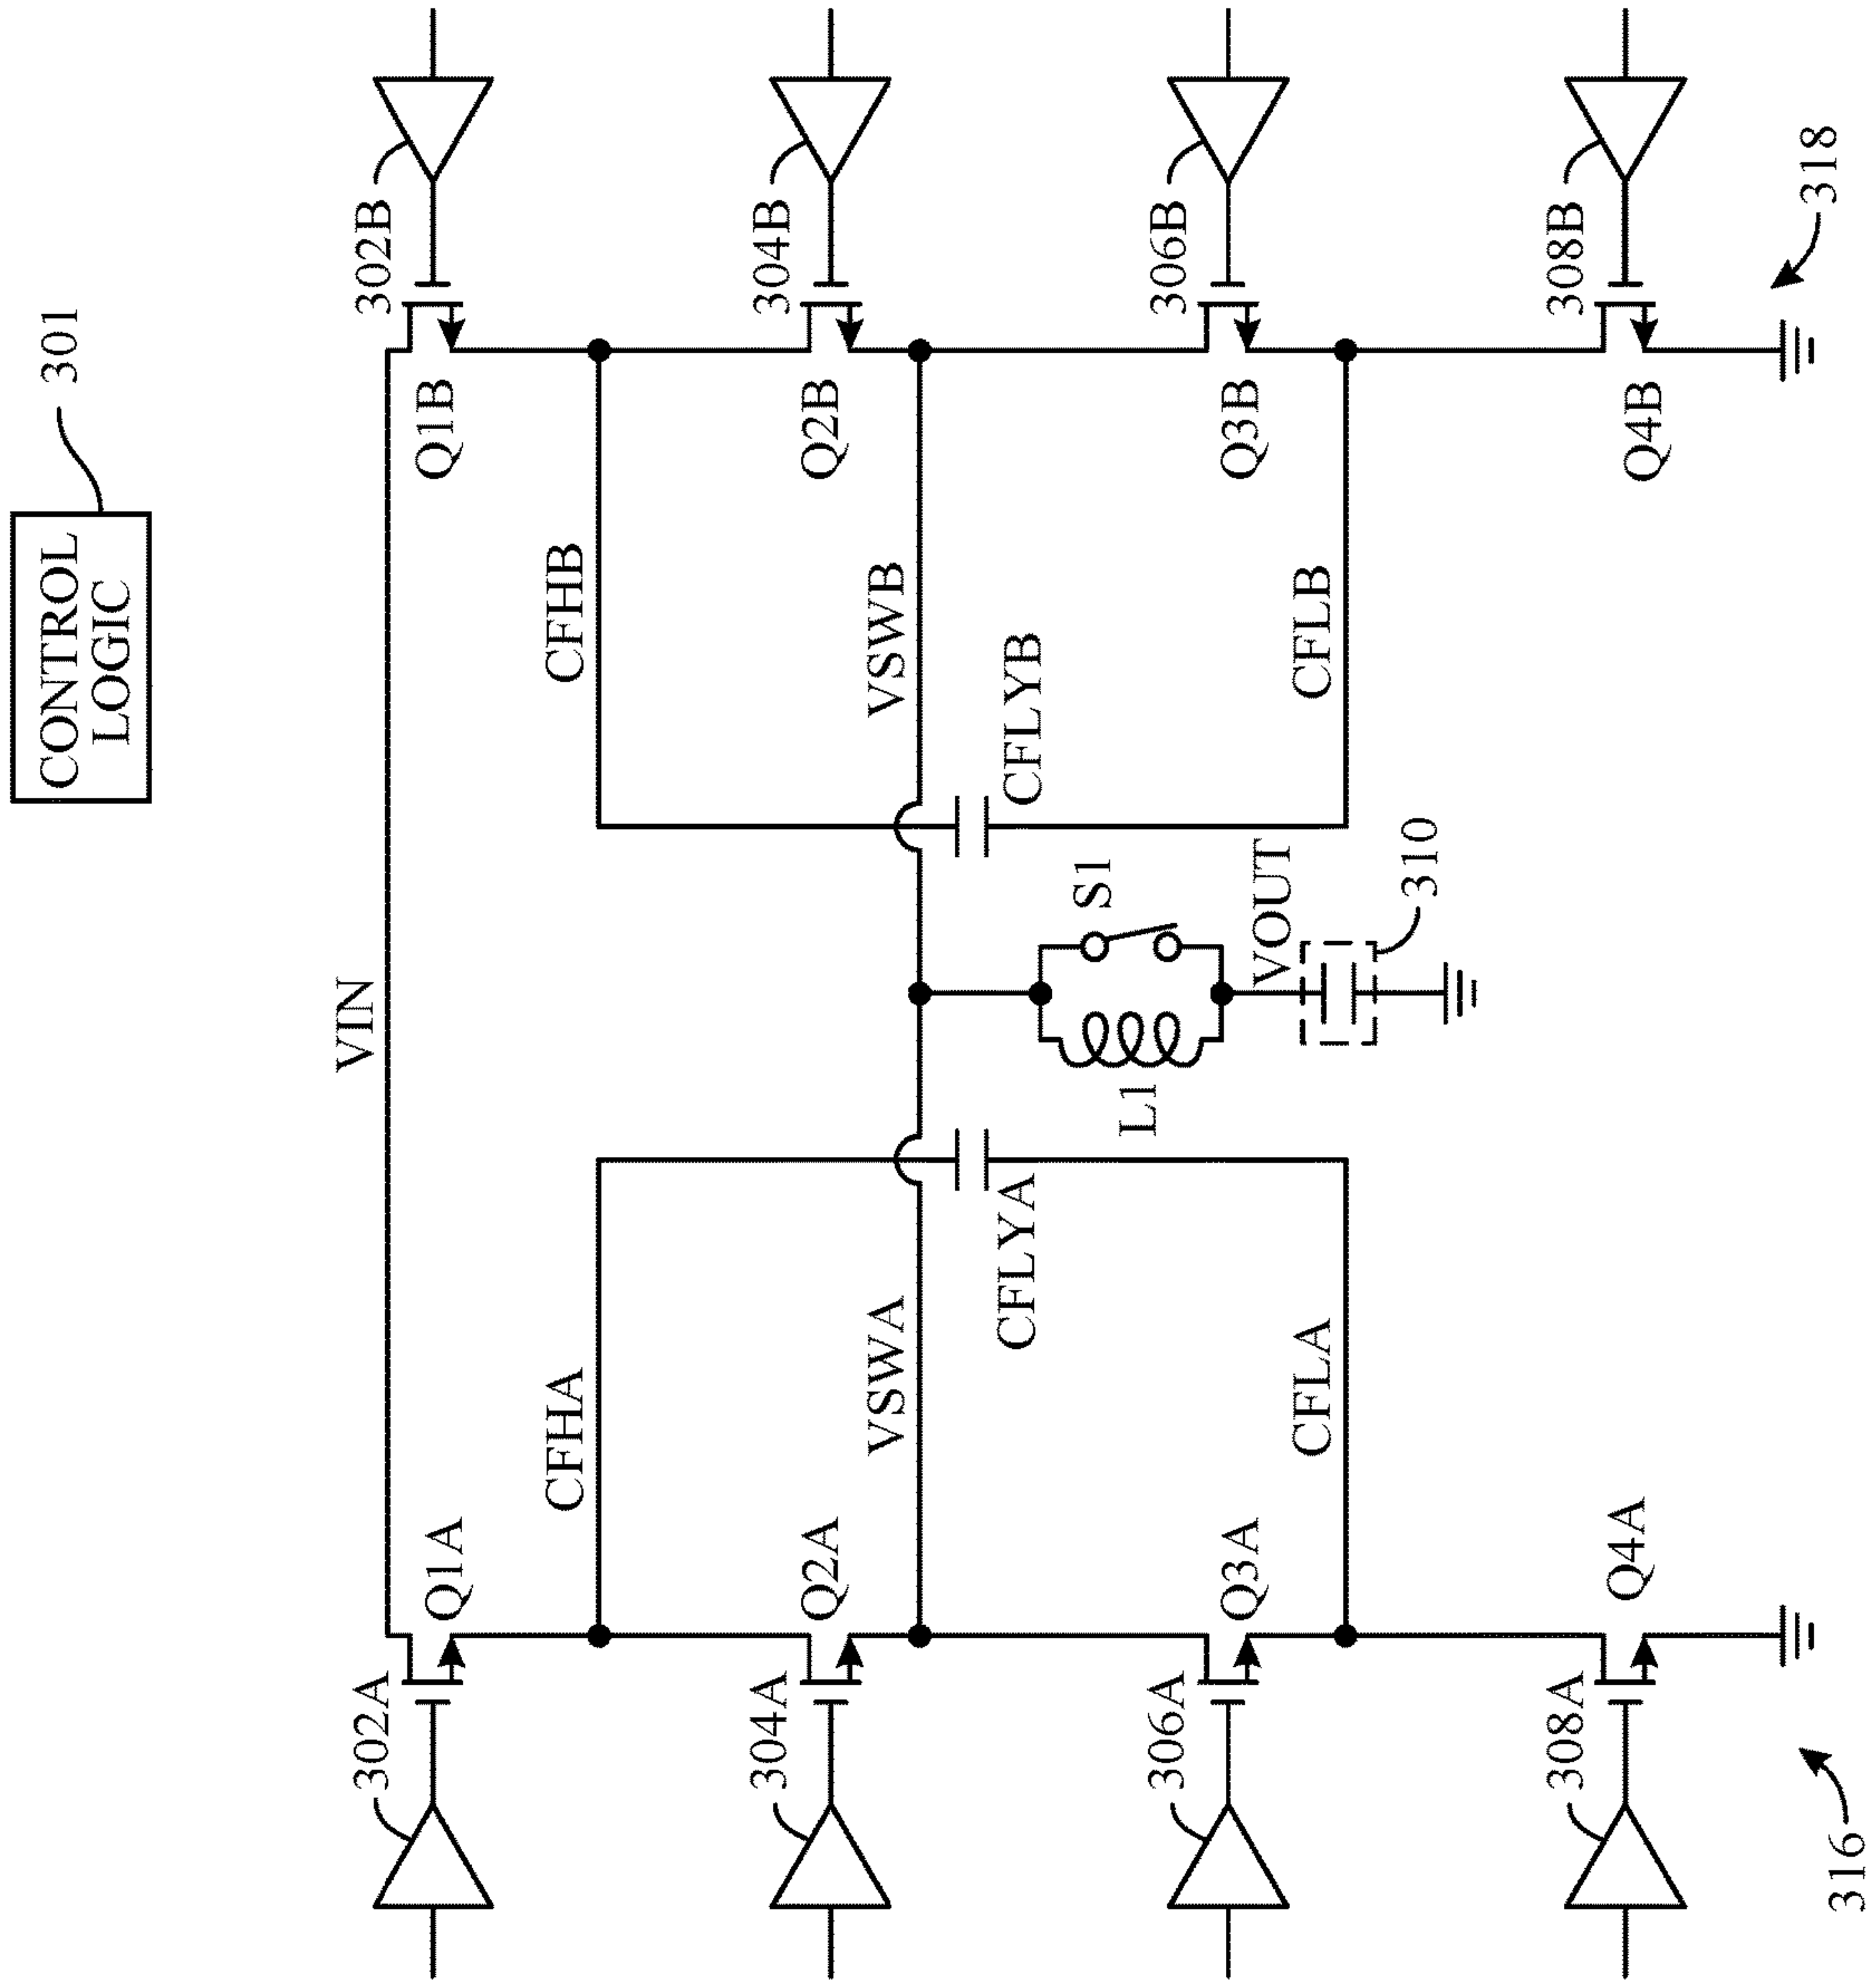 CONTROL
LOGIC
301
VIN
302A
Q1A
Q1B
302B
CFHA
CFHB
304A
Q2A
Q2B
304B
VSWA
VSWB
CFLYA
CFLYB
L1
S1
306A
Q3A
Q3B
306B
CFLA
VOUT
CFLB
310
308A
Q4A
Q4B
308B
316
318